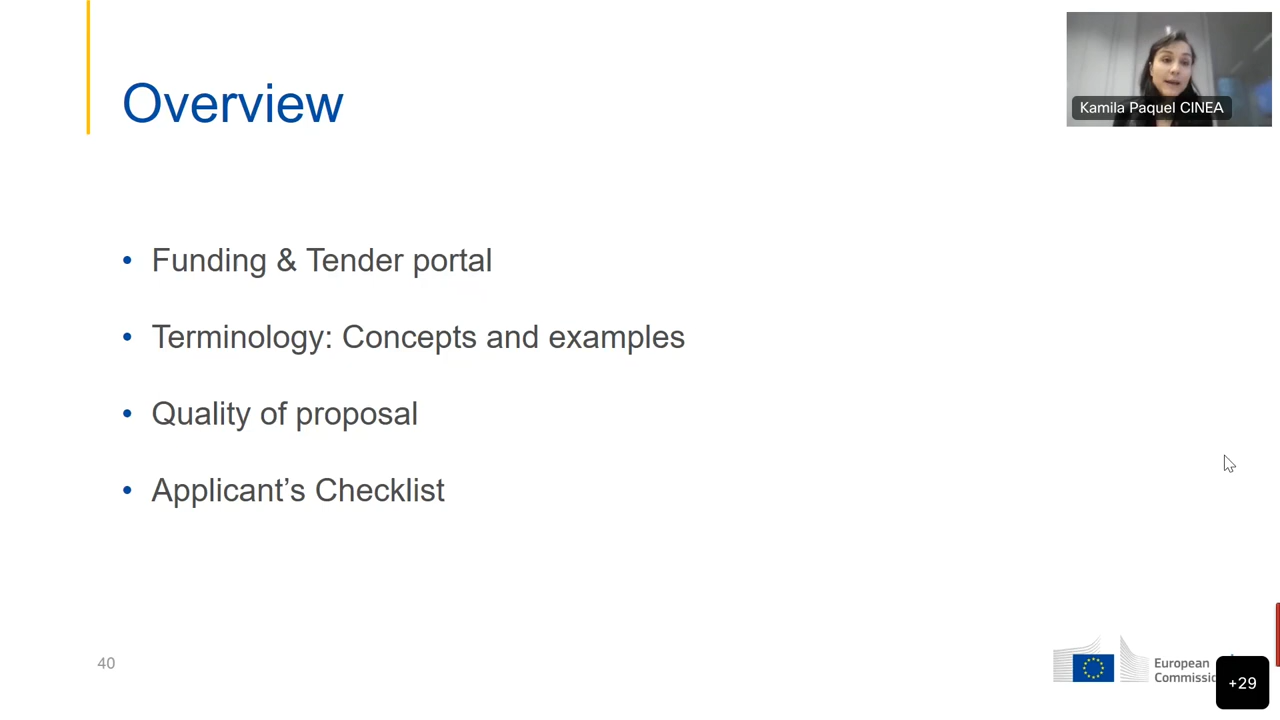 Overview
Kamila Paquel CINEA
Funding & Tender portal
Terminology: Concepts and examples
Quality of proposal
Applicant’s Checklist
40
European
+29